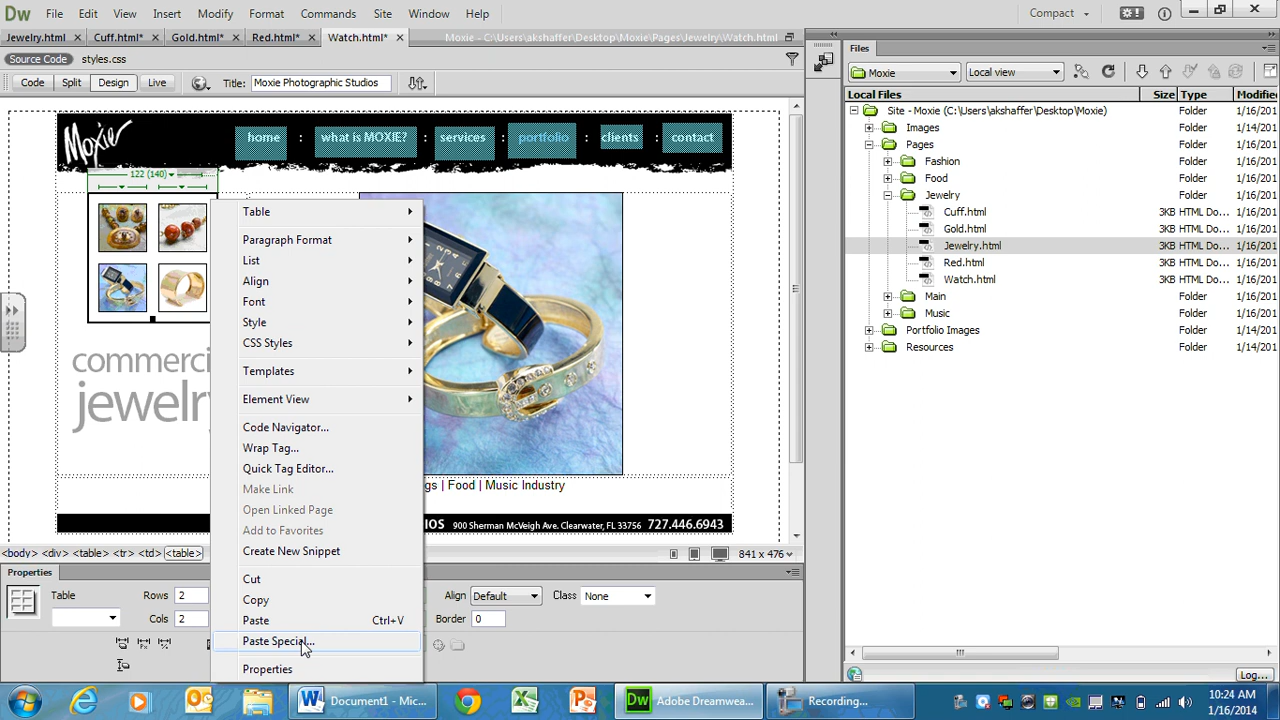 Dw File Edit View Insert Modify Format Commands Site Window Help Compact
Jewelry.html Cuff.html* Gold.html* Red.html* Watch.html* Moxie - C:\Users\akshaffer\Desktop\Moxie\Pages\Jewelry\Watch.html
Source Code styles.css
Code Split Design Live Title: Moxie Photographic Studios
Moxie home : what is MOXIE? : : portfolio : : contact
122 (140)
commerci
jewelry
gs | Food | Music Industry
IOS 900 Sherman McVeigh Ave. Clearwater, FL 33756 727.446.6943
<body> <div> <table> <tr> <td> <table> 841 x 476
Table
Paragraph Format
List
Align
Font
Style
CSS Styles
Templates
Element View
Code Navigator...
Wrap Tag...
Quick Tag Editor...
Make Link
Open Linked Page
Add to Favorites
Create New Snippet
Cut
Copy
Paste Ctrl+V
Paste Special...
Properties
Properties
Table Rows 2 Align Default Class None
Cols 2 Border 0
Files
Moxie Local view
Local Files Size Type Modifie
Site - Moxie (C:\Users\akshaffer\Desktop\Moxie) Folder 1/16/201
Images Folder 1/14/201
Pages Folder 1/16/201
Fashion Folder 1/16/201
Food Folder 1/16/201
Jewelry Folder 1/16/201
Cuff.html 3KB HTML Do... 1/16/201
Gold.html 3KB HTML Do... 1/16/201
Jewelry.html 3KB HTML Do... 1/16/201
Red.html 3KB HTML Do... 1/16/201
Watch.html 3KB HTML Do... 1/16/201
Main Folder 1/16/201
Music Folder 1/16/201
Portfolio Images Folder 1/14/201
Resources Folder 1/14/201
Log...
Document1 - Mic... Adobe Dreamwea... Recording...
10:24 AM
1/16/2014